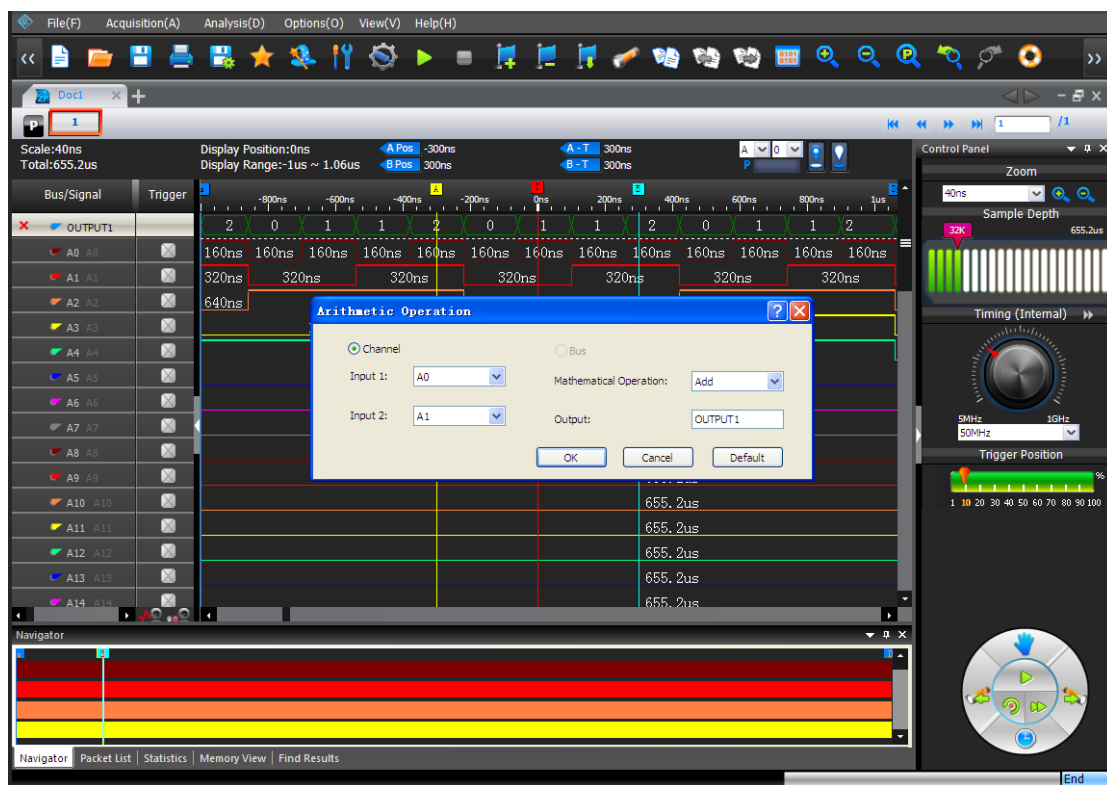 File(F) Acquisition(A) Analysis(D) Options(O) View(V) Help(H)
Doc1
P 1 1 /1
Scale:40ns Display Position:0ns A Pos -300ns A - T 300ns A 0
Total:655.2us Display Range:-1us ~ 1.06us B Pos 300ns B - T 300ns P
Control Panel
Zoom
40ns
Sample Depth
32K 655.2us
Timing (Internal)
5MHz 1GHz
50MHz
Trigger Position
%
1 10 20 30 40 50 60 70 80 90 100
Bus/Signal Trigger -800ns -600ns -400ns -200ns 0ns 200ns 400ns 600ns 800ns 1us
OUTPUT1 2 0 1 1 2 0 1 1 2 0 1 1 2
A0 A0 160ns 160ns 160ns 160ns 160ns 160ns 160ns 160ns 160ns 160ns 160ns 160ns 160ns
A1 A1 320ns 320ns 320ns 320ns 320ns 320ns 320ns
A2 A2 640ns
A3 A3
A4 A4
A5 A5
A6 A6
A7 A7
A8 A8
A9 A9
A10 A10 655.2us
A11 A11 655.2us
A12 A12 655.2us
A13 A13 655.2us
A14 A14 655.2us
Arithmetic Operation
Channel Bus
Input 1: A0 Mathematical Operation: Add
Input 2: A1 Output: OUTPUT1
OK Cancel Default
Navigator
Navigator Packet List Statistics Memory View Find Results
End